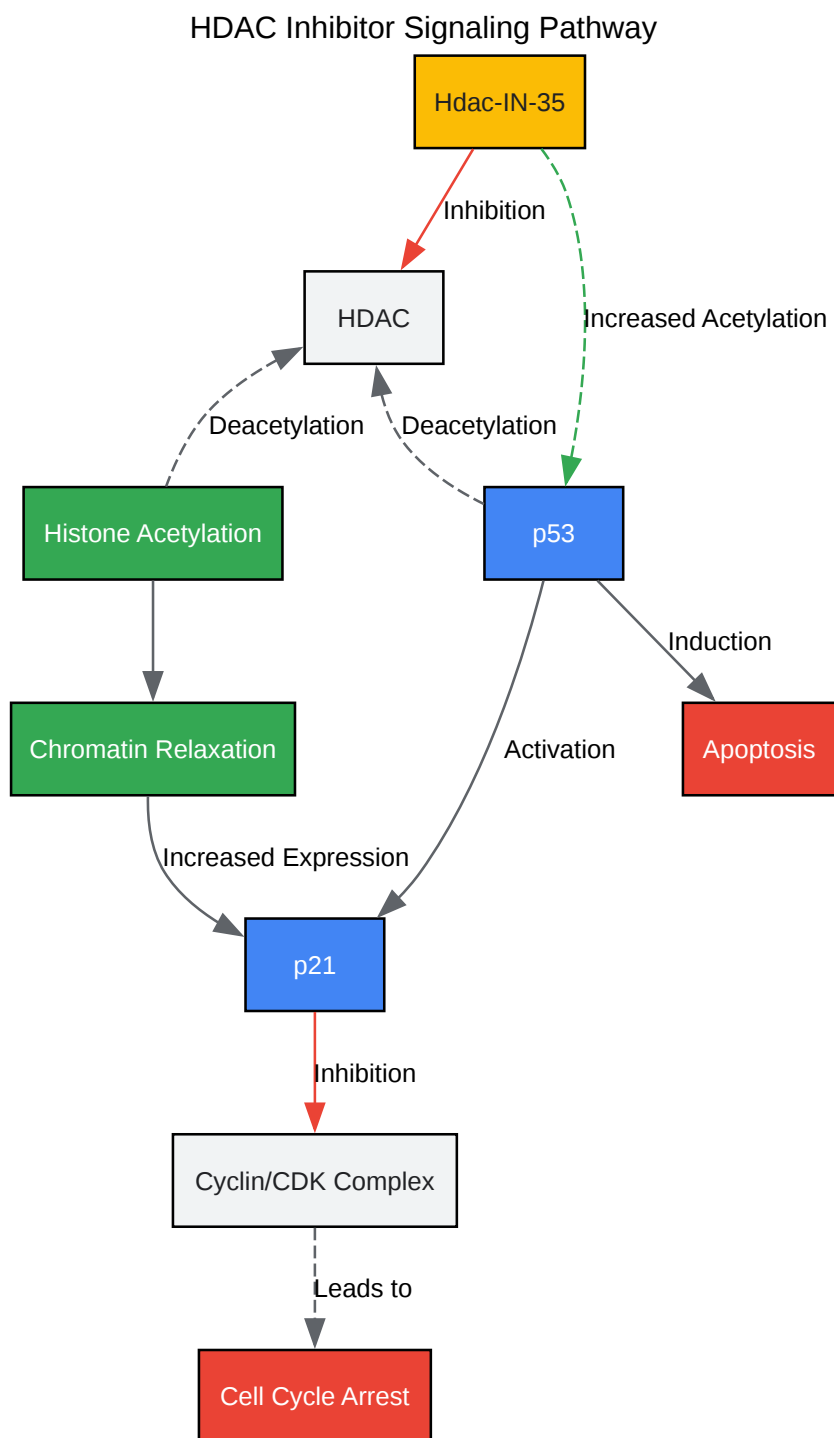 HDAC Inhibitor Signaling Pathway
Hdac-IN-35
Inhibition
HDAC
Increased Acetylation
Deacetylation
Deacetylation
Histone Acetylation
p53
Induction
Chromatin Relaxation
Activation
Apoptosis
Increased Expression
p21
Inhibition
Cyclin/CDK Complex
Leads to
Cell Cycle Arrest